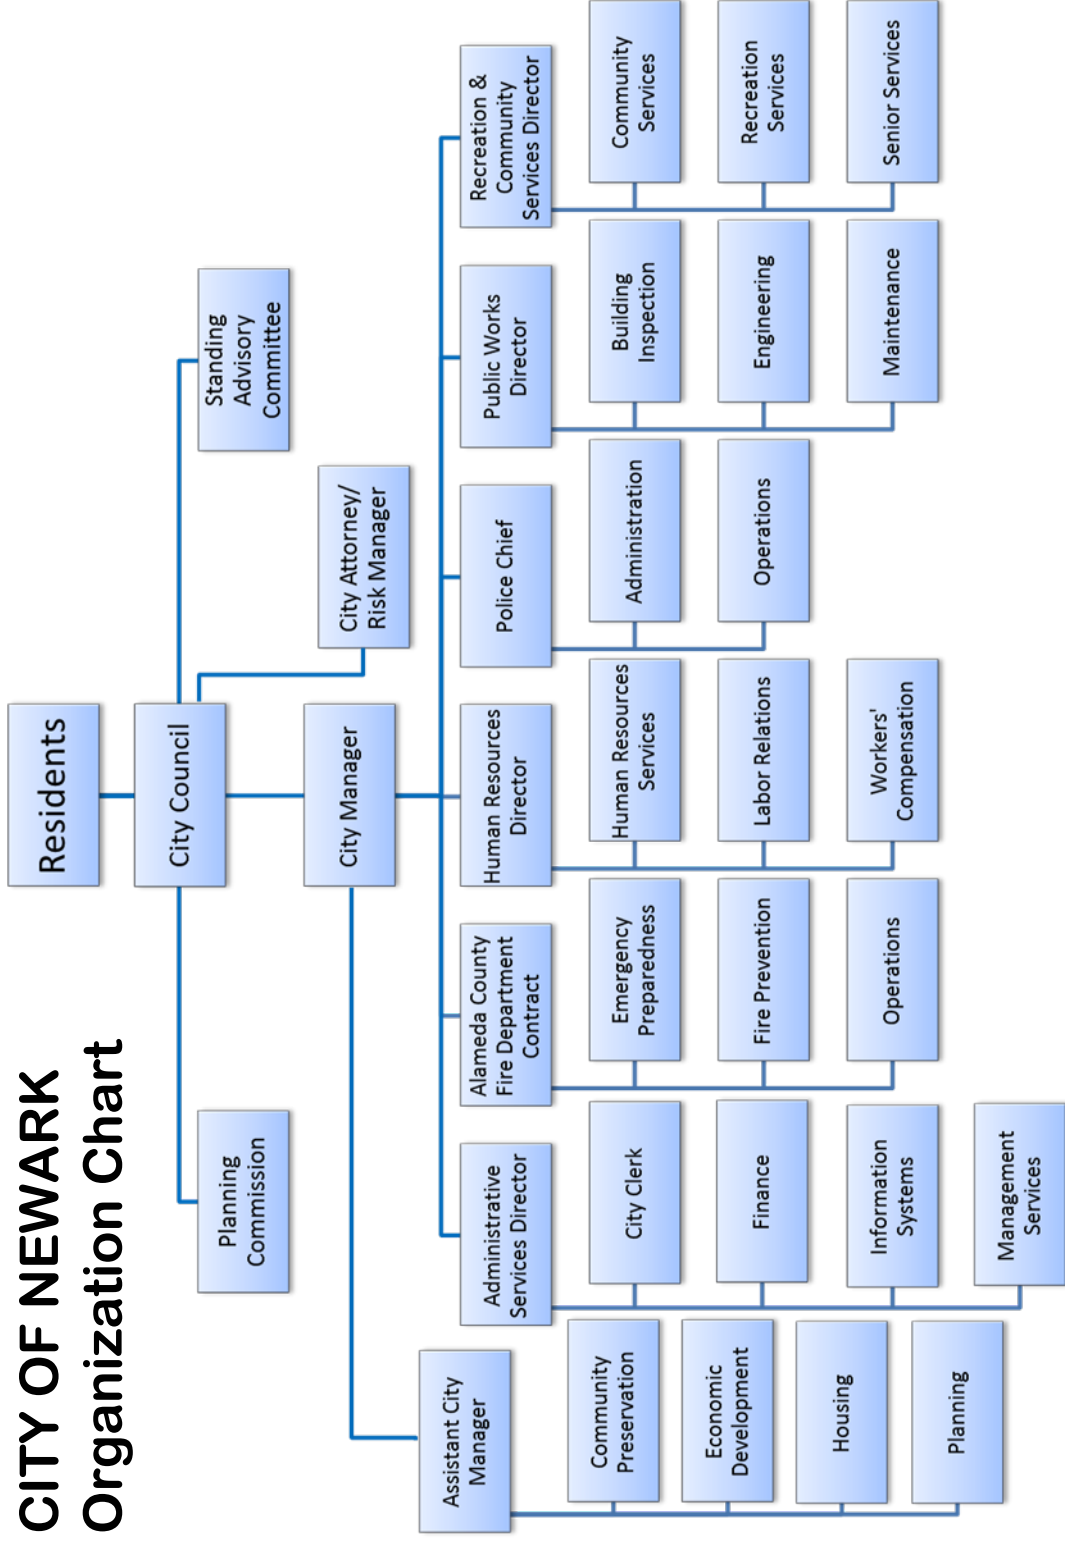 CITY OF NEWARK
Organization Chart
Residents
City Council
Planning
Commission
Standing
Advisory
Committee
City Manager
City Attorney/
Risk Manager
Assistant City
Manager
Community
Preservation
Economic
Development
Housing
Planning
Administrative
Services Director
City Clerk
Finance
Information
Systems
Management
Services
Alameda County
Fire Department
Contract
Emergency
Preparedness
Fire Prevention
Operations
Human Resources
Director
Human Resources
Services
Labor Relations
Workers'
Compensation
Police Chief
Administration
Operations
Public Works
Director
Building
Inspection
Engineering
Maintenance
Recreation &
Community
Services Director
Community
Services
Recreation
Services
Senior Services